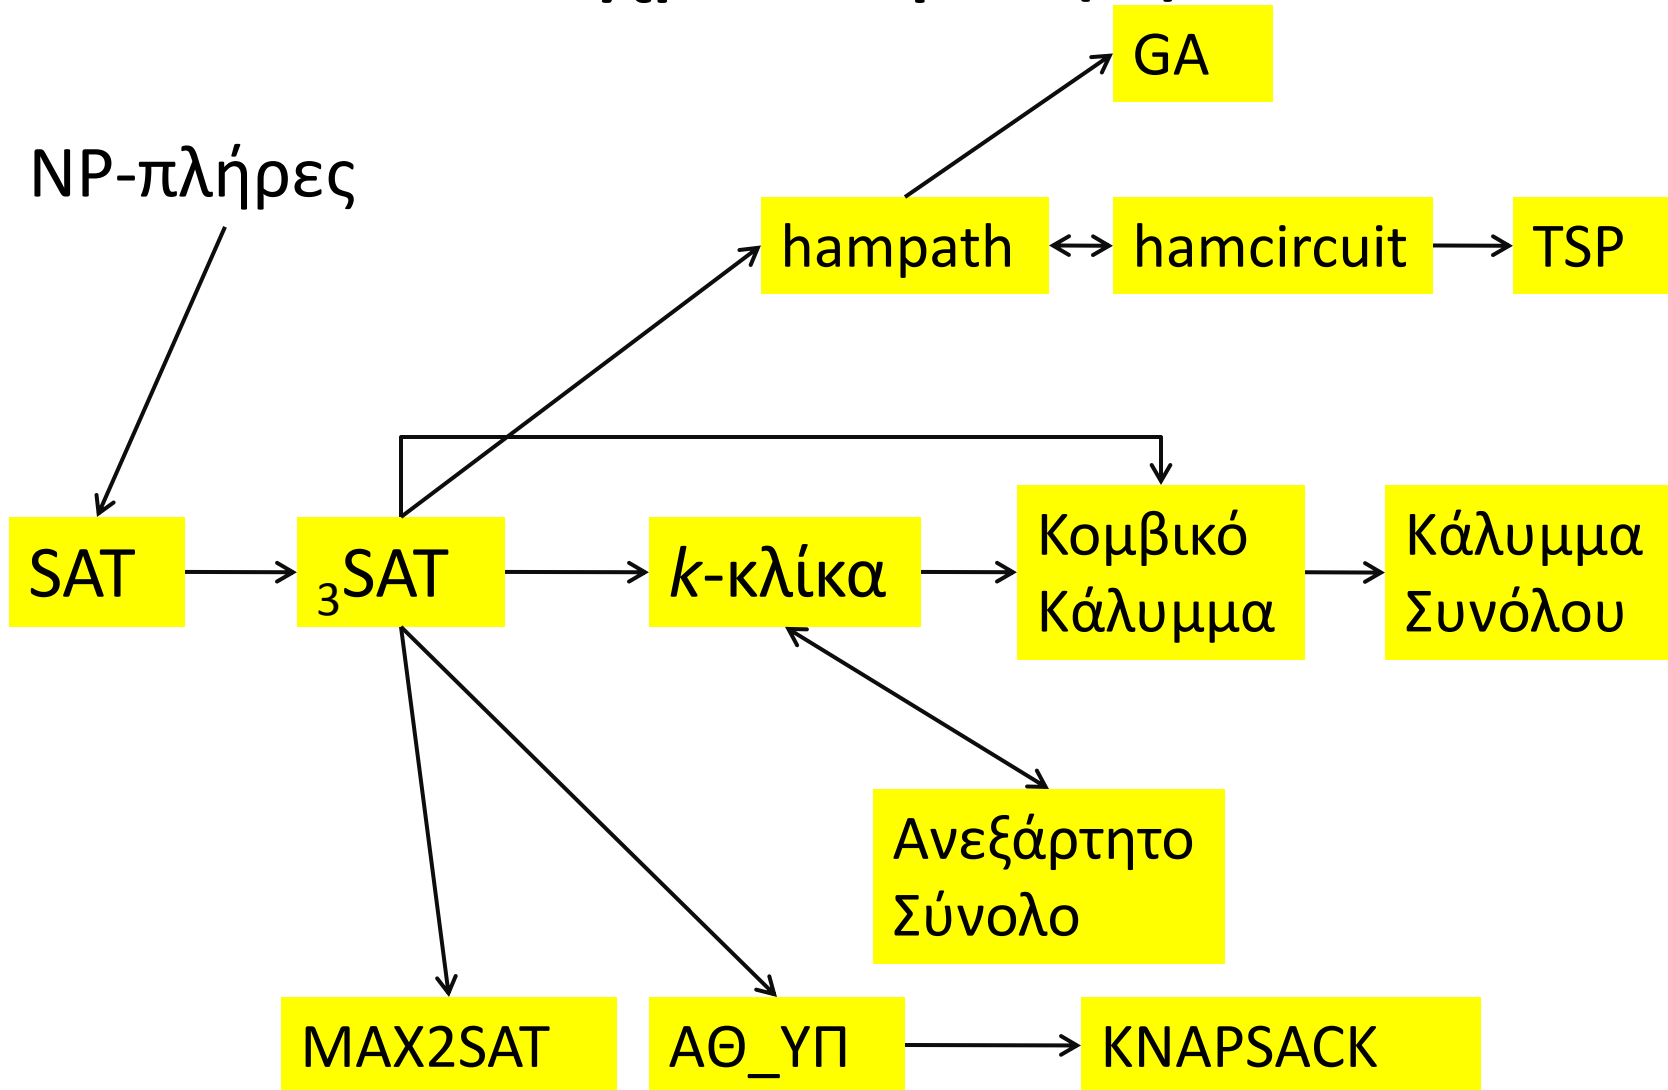 GA
NP-πλήρες
hampath
hamcircuit
TSP
SAT
₃SAT
k-κλίκα
Κομβικό
Κάλυμμα
Κάλυμμα
Συνόλου
Ανεξάρτητο
Σύνολο
MAX2SAT
ΑΘ_ΥΠ
KNAPSACK